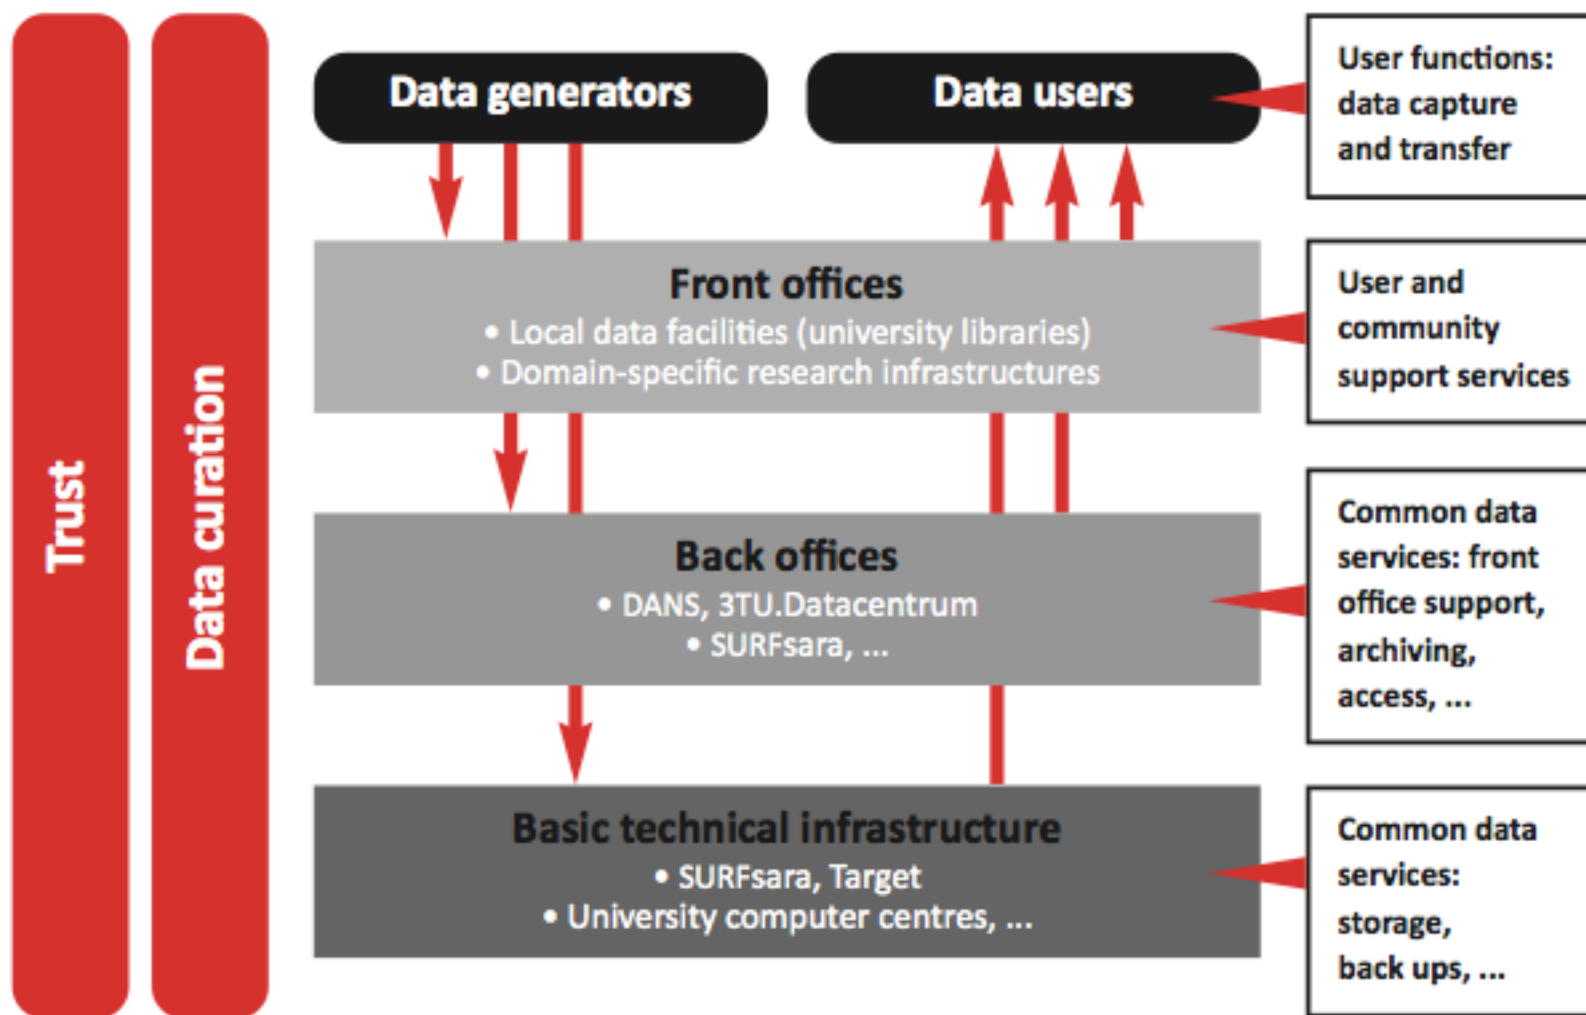 Trust
Data curation
Data generators
Data users
User functions:
data capture
and transfer
Front offices
• Local data facilities (university libraries)
• Domain-specific research infrastructures
User and
community
support services
Back offices
• DANS, 3TU.Datacentrum
• SURFsara, ...
Common data
services: front
office support,
archiving,
access, ...
Basic technical infrastructure
• SURFsara, Target
• University computer centres, ...
Common data
services:
storage,
back ups, ...